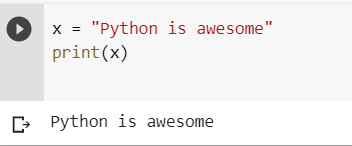 x = "Python is awesome"
print(x)
Python is awesome